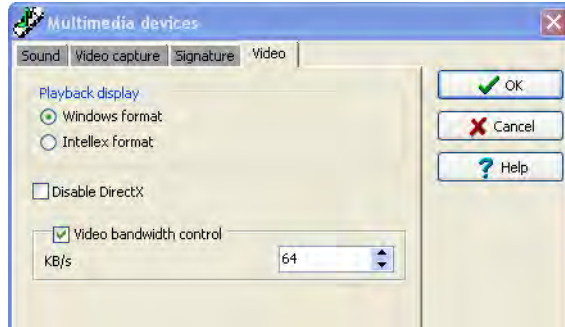 Multimedia devices
Sound Video capture Signature Video
Playback display
Windows format
Intellex format
Disable DirectX
Video bandwidth control
KB/s 64
OK
Cancel
Help